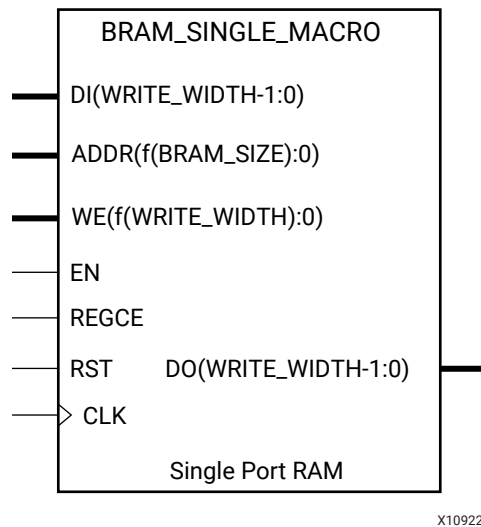 BRAM_SINGLE_MACRO
DI(WRITE_WIDTH-1:0)
ADDR(f(BRAM_SIZE):0)
WE(f(WRITE_WIDTH):0)
EN
REGCE
RST DO(WRITE_WIDTH-1:0)
CLK
Single Port RAM
X10922